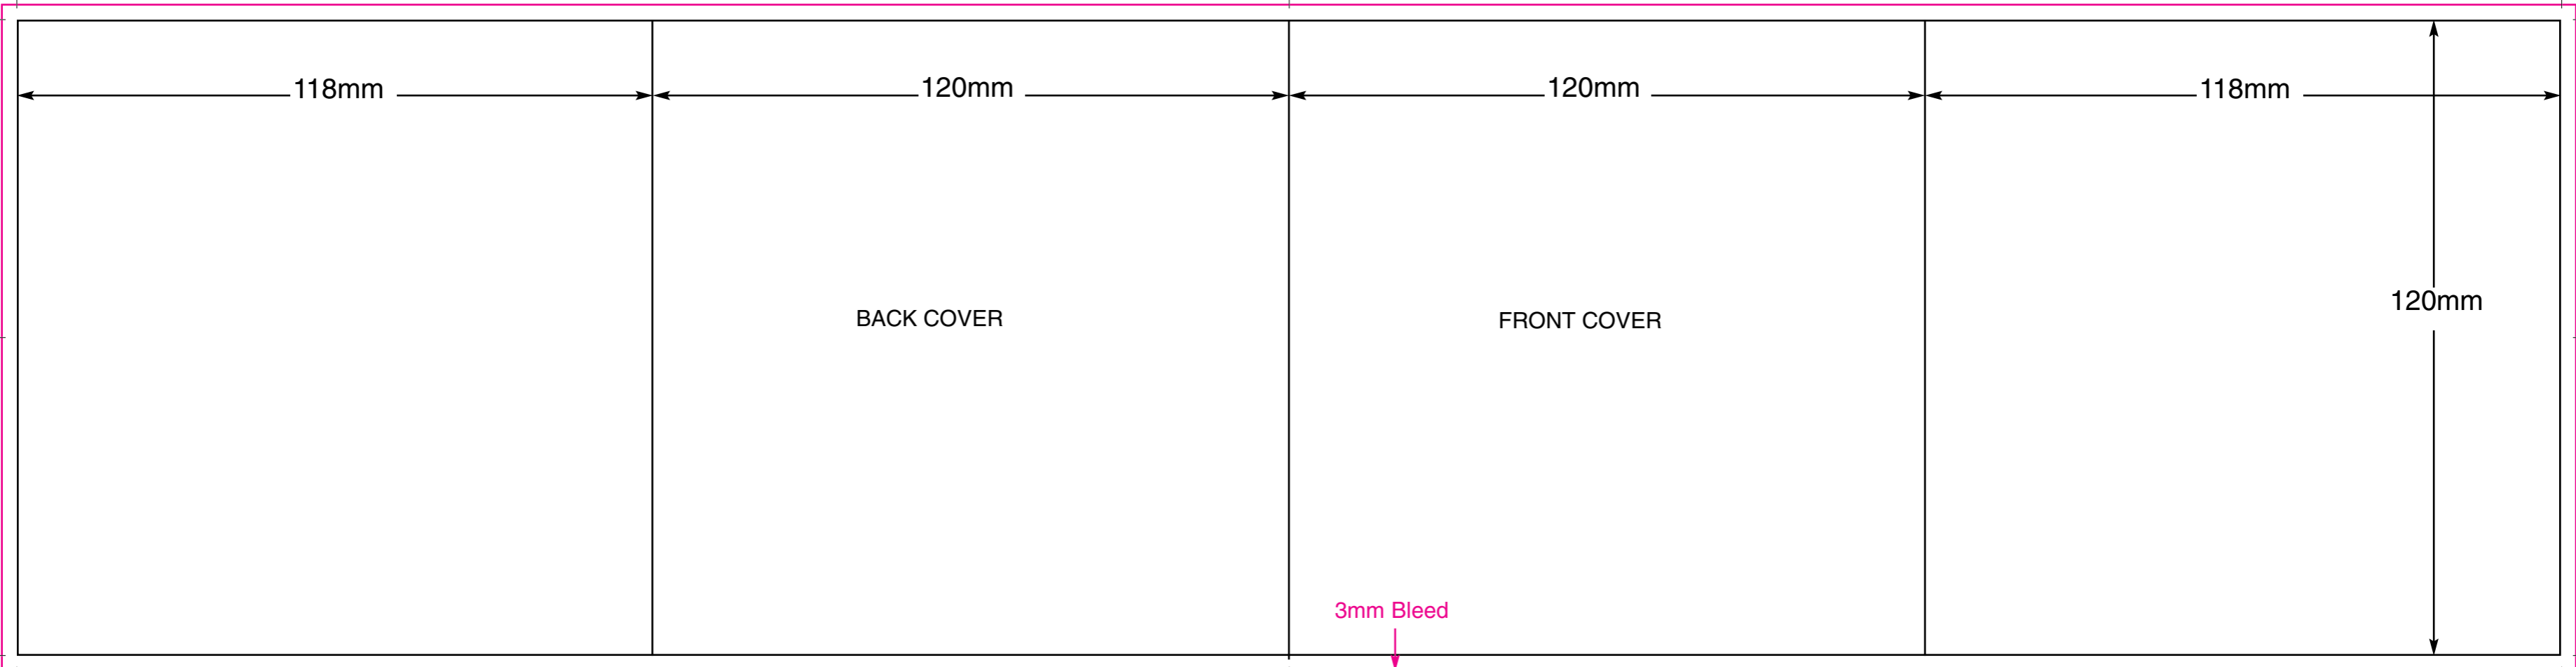 118mm
120mm
120mm
118mm
120mm
BACK COVER
FRONT COVER
3mm Bleed